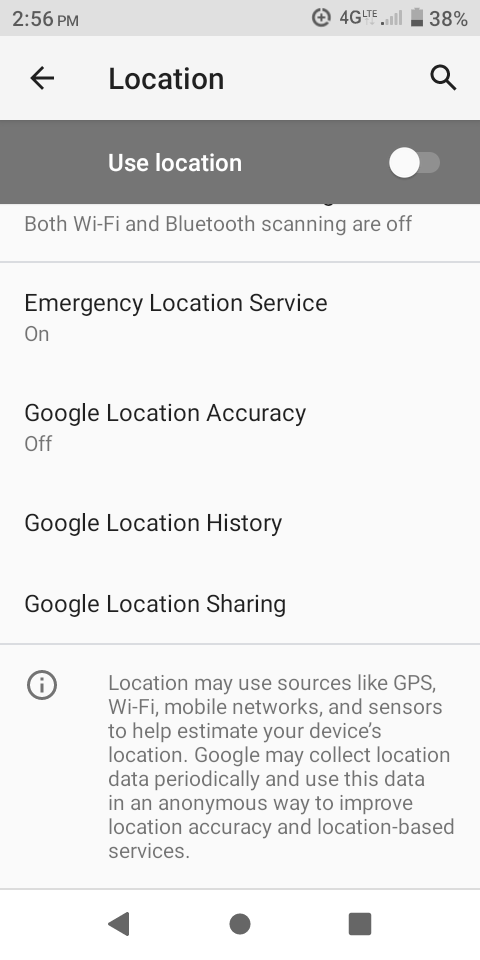 2:56 PM 4G LTE 38%
Location
Use location
Both Wi-Fi and Bluetooth scanning are off
Emergency Location Service
On
Google Location Accuracy
Off
Google Location History
Google Location Sharing
Location may use sources like GPS,
Wi-Fi, mobile networks, and sensors
to help estimate your device’s
location. Google may collect location
data periodically and use this data
in an anonymous way to improve
location accuracy and location-based
services.